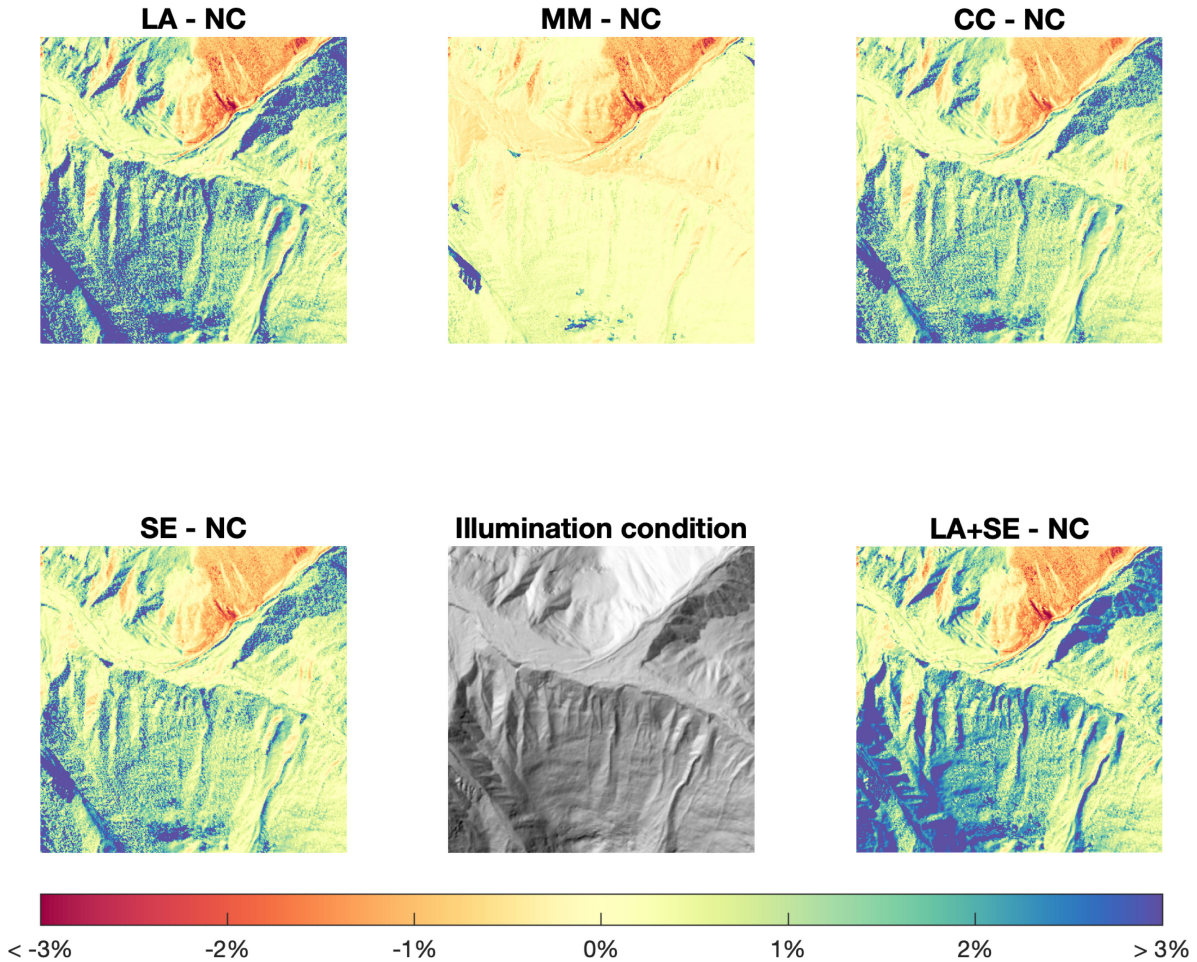 LA - NC
MM - NC
CC - NC
SE - NC
Illumination condition
LA+SE - NC
< -3%
-2%
-1%
0%
1%
2%
> 3%